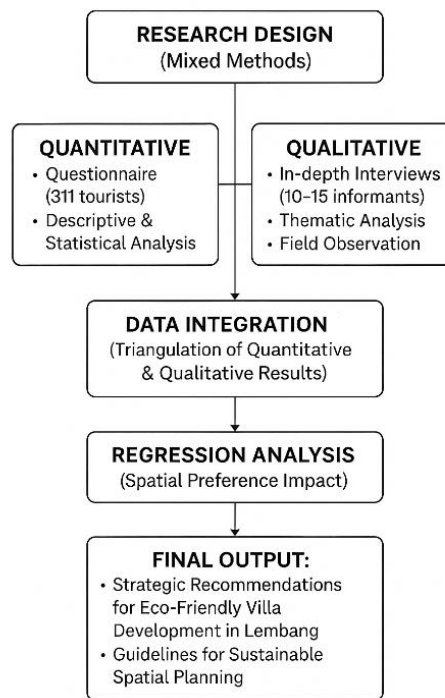 RESEARCH DESIGN
(Mixed Methods)
QUANTITATIVE
• Questionnaire
(311 tourists)
• Descriptive &
Statistical Analysis
QUALITATIVE
• In-depth Interviews
(10–15 informants)
• Thematic Analysis
• Field Observation
DATA INTEGRATION
(Triangulation of Quantitative
& Qualitative Results)
REGRESSION ANALYSIS
(Spatial Preference Impact)
FINAL OUTPUT:
• Strategic Recommendations
for Eco-Friendly Villa
Development in Lembang
• Guidelines for Sustainable
Spatial Planning